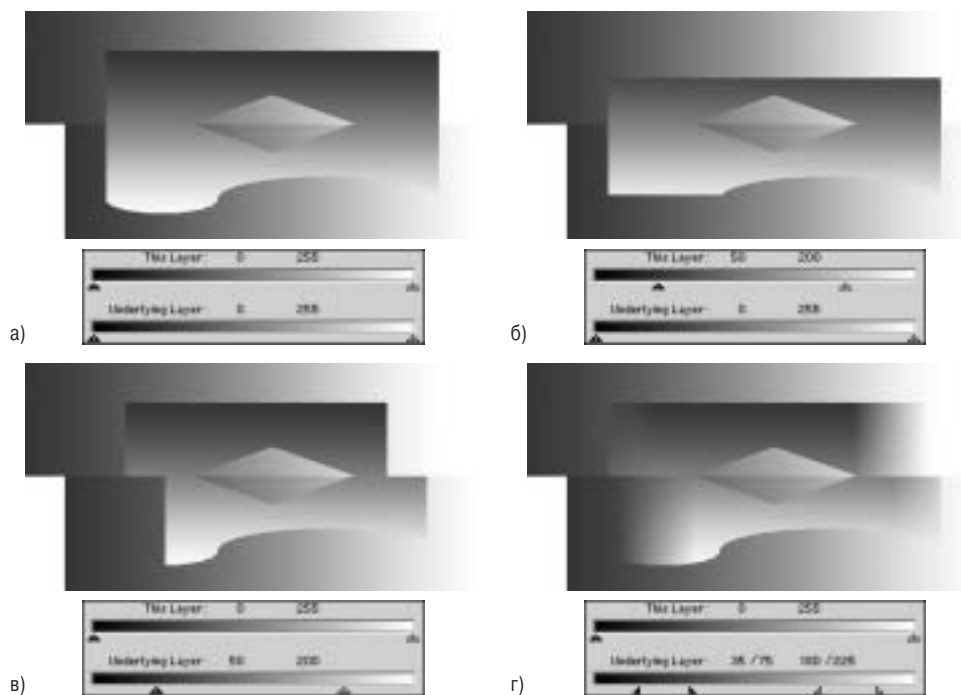 This Layer: 0 255
Underlying Layer: 0 255
а)
This Layer: 50 200
Underlying Layer: 0 255
б)
This Layer: 0 255
Underlying Layer: 50 200
в)
This Layer: 0 255
Underlying Layer: 35 / 75 180 / 225
г)